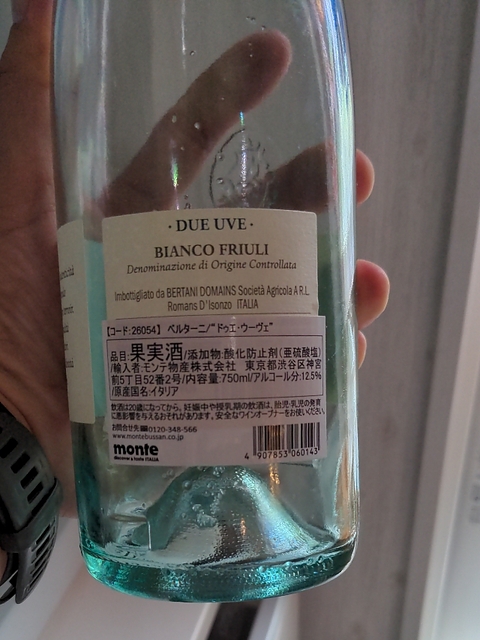 · DUE UVE ·
BIANCO FRIULI
Denominazione di Origine Controllata
Imbottigliato da BERTANI DOMAINS Società Agricola A R.L.
Romans D'Isonzo ITALIA
【コード:26054】 ベルターニ/"ドゥエ・ウーヴェ"
品目:果実酒/添加物:酸化防止剤(亜硫酸塩)
/輸入者:モンテ物産株式会社 東京都渋谷区神宮
前5丁目52番2号/内容量:750ml/アルコール分:12.5%
/原産国名:イタリア
飲酒は20歳になってから。妊娠中や授乳期の飲酒は、胎児・乳児の発育
に悪影響を与えるおそれがあります。安全なワインオープナーをお使いください。
お問合せ先☎0120-348-566
www.montebussan.co.jp
monte
discover & taste ITALIA
4 907853 060143